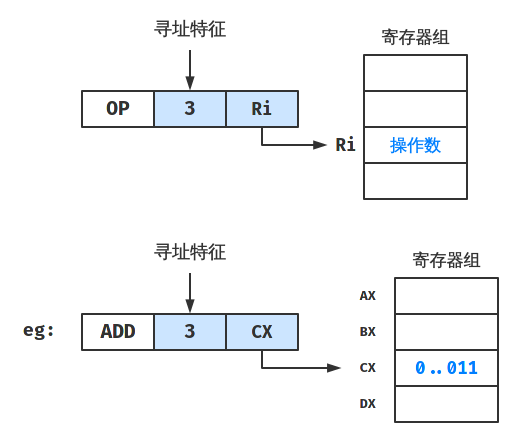 寻址特征
寄存器组
OP 3 Ri
Ri 操作数
寻址特征
寄存器组
AX
eg: ADD 3 CX
BX
CX 0..011
DX